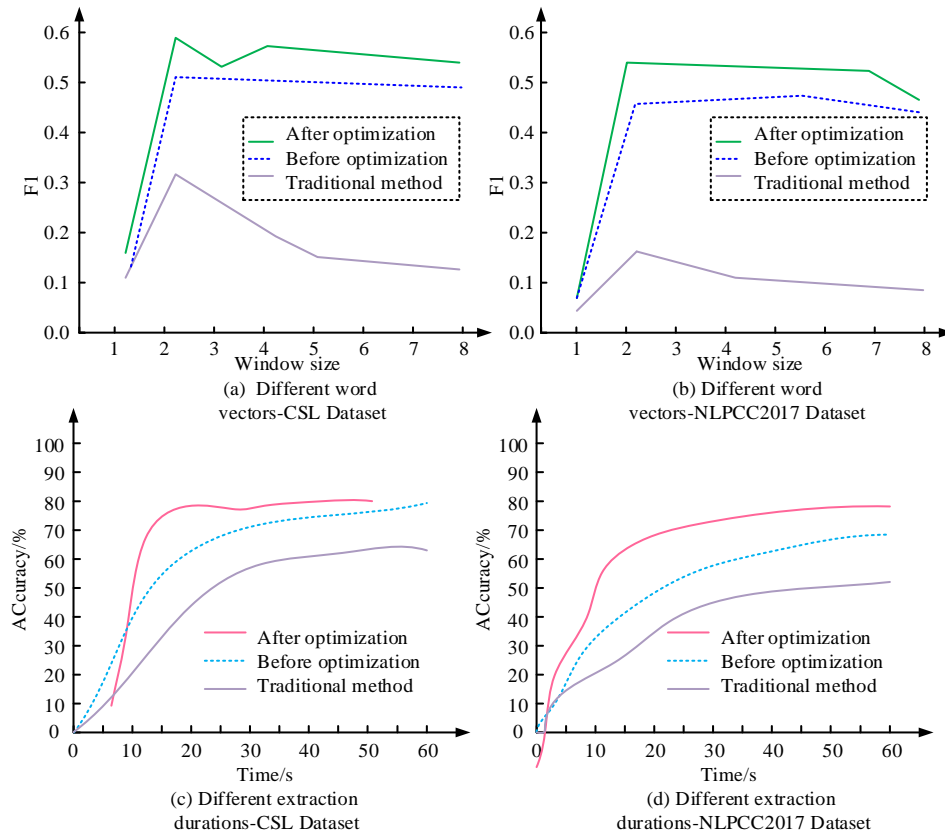 0.6
0.5
0.4
0.3
0.2
0.1
0.0
F1
After optimization
Before optimization
Traditional method
1 2 3 4 5 6 7 8
Window size
(a) Different word
vectors-CSL Dataset
0.6
0.5
0.4
0.3
0.2
0.1
0.0
F1
After optimization
Before optimization
Traditional method
1 2 3 4 5 6 7 8
Window size
(b) Different word
vectors-NLPCC2017 Dataset
100
90
80
70
60
50
40
30
20
10
0
ACcuracy/%
After optimization
Before optimization
Traditional method
0 10 20 30 40 50 60
Time/s
(c) Different extraction
durations-CSL Dataset
100
90
80
70
60
50
40
30
20
10
0
ACcuracy/%
After optimization
Before optimization
Traditional method
0 10 20 30 40 50 60
Time/s
(d) Different extraction
durations-NLPCC2017 Dataset